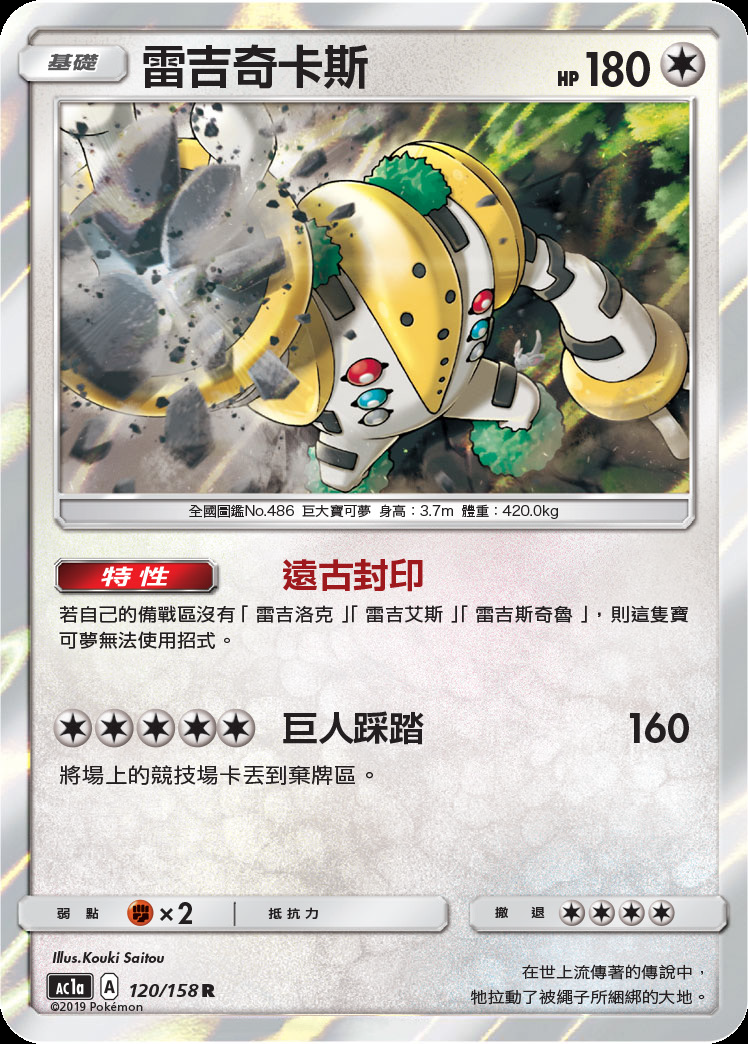 基礎 雷吉奇卡斯 HP 180
全國圖鑑No.486 巨大寶可夢 身高:3.7m 體重:420.0kg
特性 遠古封印
若自己的備戰區沒有「雷吉洛克」「雷吉艾斯」「雷吉斯奇魯」,則這隻寶
可夢無法使用招式。
巨人踩踏 160
將場上的競技場卡丟到棄牌區。
弱點 ×2 抵抗力 撤退
Illus.Kouki Saitou
AC1a A 120/158 R
©2019 Pokémon
在世上流傳著的傳說中,
牠拉動了被繩子所綑綁的大地。